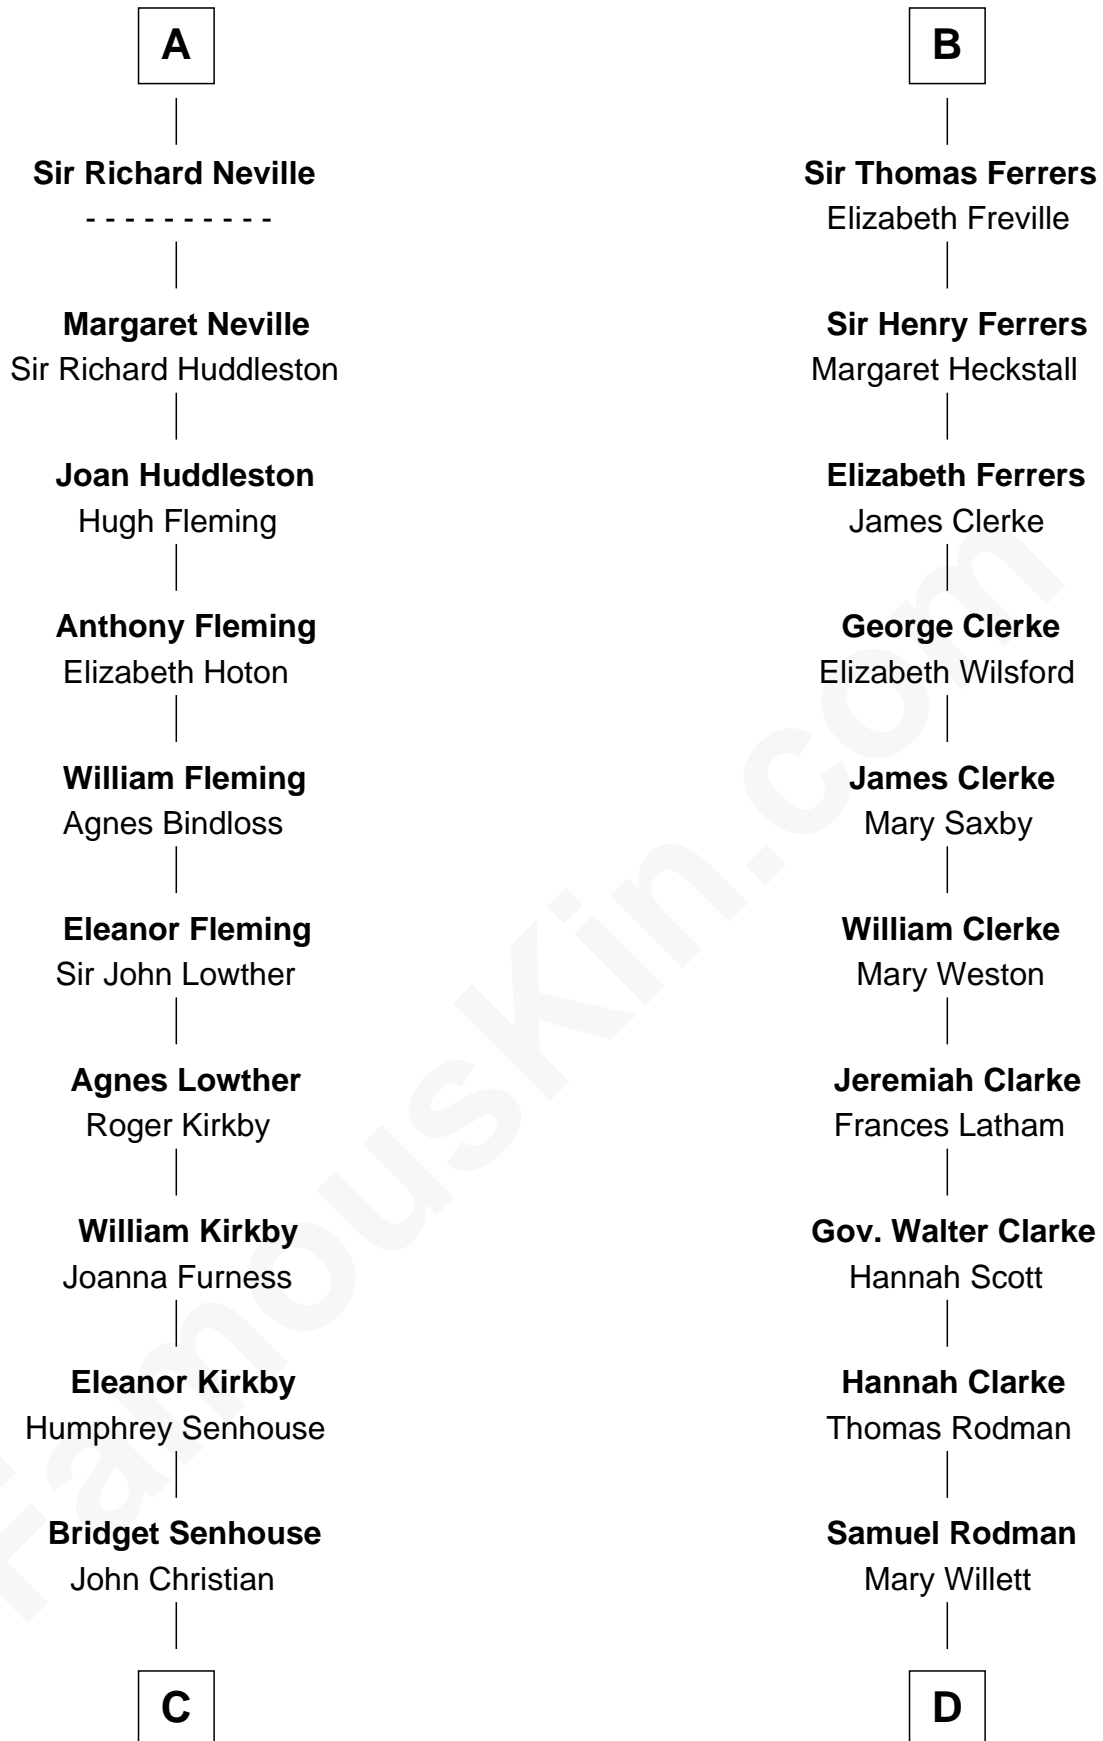 A
Sir Richard Neville
- - - - - - - - - -
Margaret Neville
Sir Richard Huddleston
Joan Huddleston
Hugh Fleming
Anthony Fleming
Elizabeth Hoton
William Fleming
Agnes Bindloss
Eleanor Fleming
Sir John Lowther
Agnes Lowther
Roger Kirkby
William Kirkby
Joanna Furness
Eleanor Kirkby
Humphrey Senhouse
Bridget Senhouse
John Christian
C
B
Sir Thomas Ferrers
Elizabeth Freville
Sir Henry Ferrers
Margaret Heckstall
Elizabeth Ferrers
James Clerke
George Clerke
Elizabeth Wilsford
James Clerke
Mary Saxby
William Clerke
Mary Weston
Jeremiah Clarke
Frances Latham
Gov. Walter Clarke
Hannah Scott
Hannah Clarke
Thomas Rodman
Samuel Rodman
Mary Willett
D
FamousKin.com